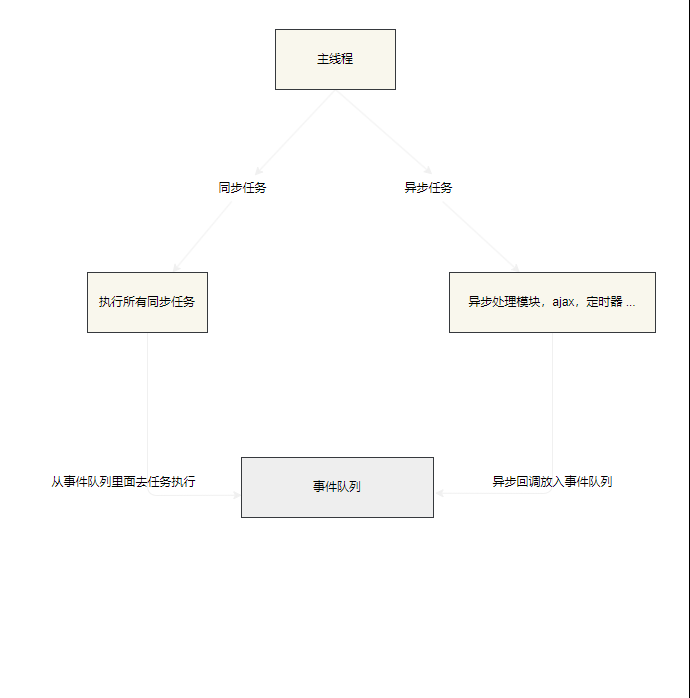 主线程
同步任务
异步任务
执行所有同步任务
异步处理模块，ajax，定时器 ...
从事件队列里面去任务执行
事件队列
异步回调放入事件队列